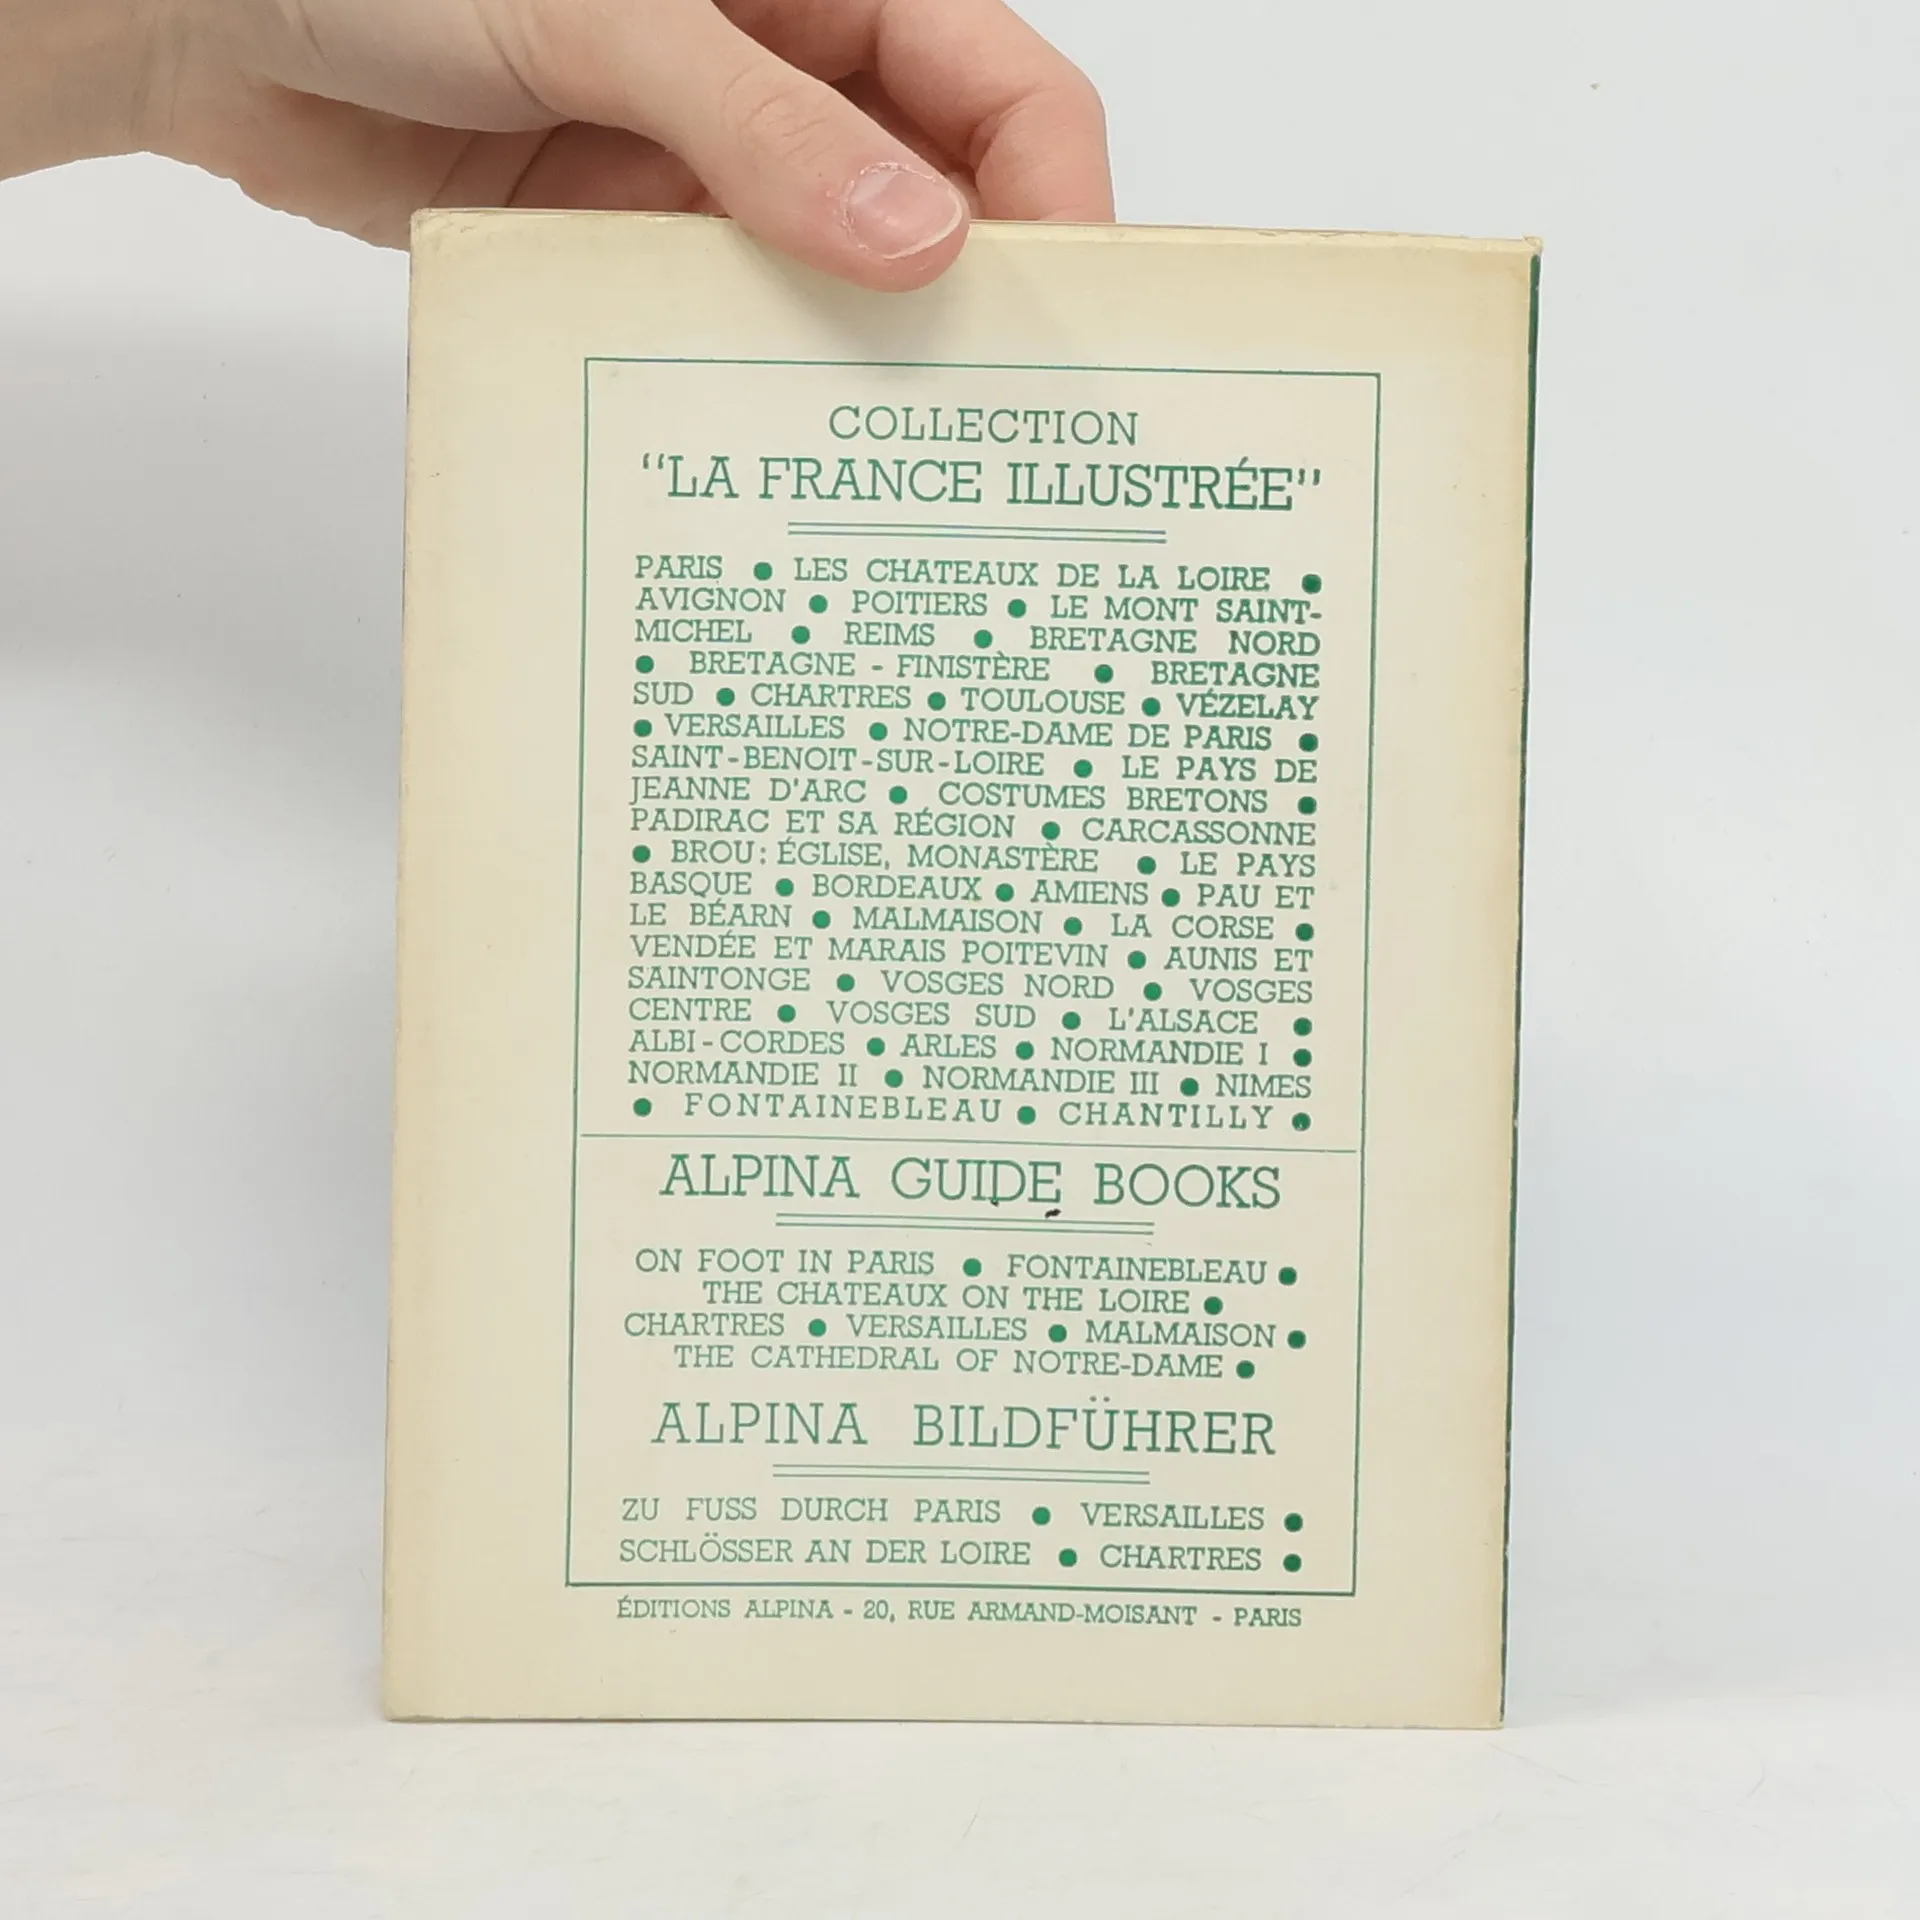 COLLECTION
"LA FRANCE ILLUSTRÉE"
PARIS ● LES CHATEAUX DE LA LOIRE ●
AVIGNON ● POITIERS ● LE MONT SAINT-
MICHEL ● REIMS ● BRETAGNE NORD
● BRETAGNE - FINISTÈRE ● BRETAGNE
SUD ● CHARTRES ● TOULOUSE ● VÉZELAY
● VERSAILLES ● NOTRE-DAME DE PARIS ●
SAINT-BENOIT-SUR-LOIRE ● LE PAYS DE
JEANNE D'ARC ● COSTUMES BRETONS ●
PADIRAC ET SA RÉGION ● CARCASSONNE
● BROU: ÉGLISE, MONASTÈRE ● LE PAYS
BASQUE ● BORDEAUX ● AMIENS ● PAU ET
LE BÉARN ● MALMAISON ● LA CORSE ●
VENDÉE ET MARAIS POITEVIN ● AUNIS ET
SAINTONGE ● VOSGES NORD ● VOSGES
CENTRE ● VOSGES SUD ● L'ALSACE ●
ALBI-CORDES ● ARLES ● NORMANDIE I ●
NORMANDIE II ● NORMANDIE III ● NIMES
● FONTAINEBLEAU ● CHANTILLY ●
ALPINA GUIDE BOOKS
ON FOOT IN PARIS ● FONTAINEBLEAU ●
THE CHATEAUX ON THE LOIRE ●
CHARTRES ● VERSAILLES ● MALMAISON ●
THE CATHEDRAL OF NOTRE-DAME ●
ALPINA BILDFÜHRER
ZU FUSS DURCH PARIS ● VERSAILLES ●
SCHLÖSSER AN DER LOIRE ● CHARTRES ●
ÉDITIONS ALPINA - 20, RUE ARMAND-MOISANT - PARIS